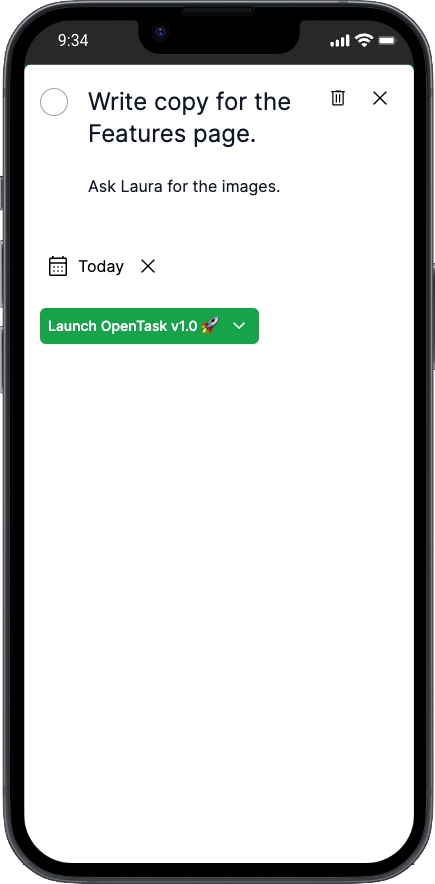 9:34
Write copy for the
Features page.
Ask Laura for the images.
Today
Launch OpenTask v1.0 🚀